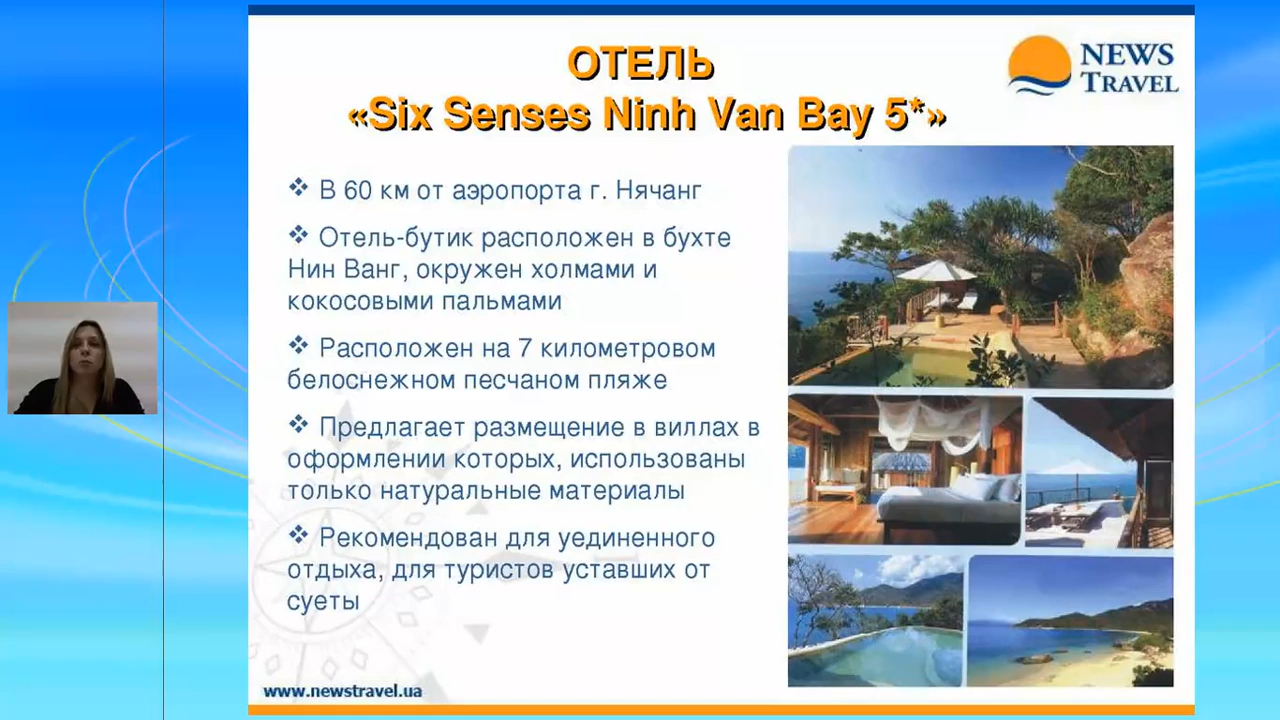 ОТЕЛЬ
«Six Senses Ninh Van Bay 5*»
NEWS
TRAVEL
❖ В 60 км от аэропорта г. Нячанг
❖ Отель-бутик расположен в бухте
Нин Ванг, окружен холмами и
кокосовыми пальмами
❖ Расположен на 7 километровом
белоснежном песчаном пляже
❖ Предлагает размещение в виллах в
оформлении которых, использованы
только натуральные материалы
❖ Рекомендован для уединенного
отдыха, для туристов уставших от
суеты
www.newstravel.ua